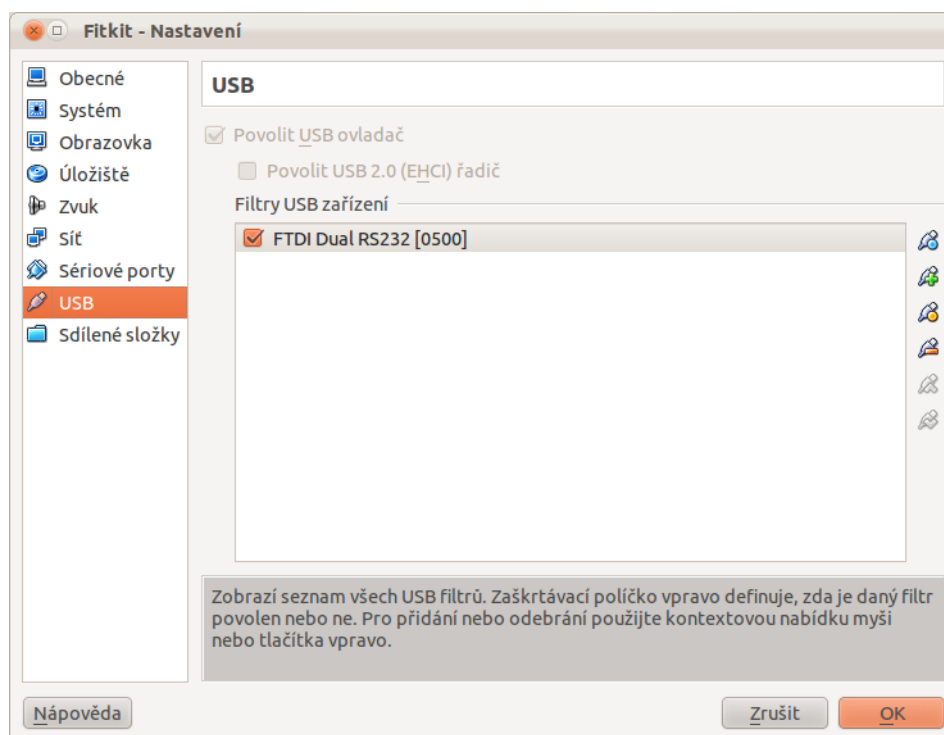 Fitkit - Nastavení
Obecné
Systém
Obrazovka
Úložiště
Zvuk
Síť
Sériové porty
USB
Sdílené složky
USB
Povolit USB ovladač
Povolit USB 2.0 (EHCI) řadič
Filtry USB zařízení
FTDI Dual RS232 [0500]
Zobrazí seznam všech USB filtrů. Zaškrtávací políčko vpravo definuje, zda je daný filtr
povolen nebo ne. Pro přidání nebo odebrání použijte kontextovou nabídku myši
nebo tlačítka vpravo.
Nápověda
Zrušit
OK